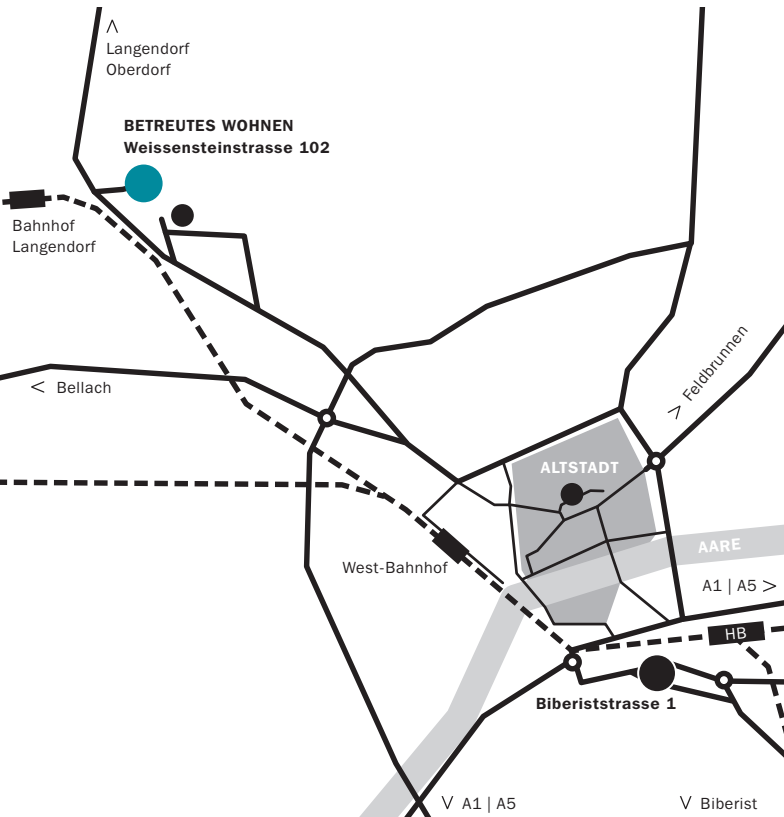 > Langendorf
Oberdorf
BETREUTES WOHNEN
Weissensteinstrasse 102
Bahnhof
Langendorf
< Bellach
> Feldbrunnen
ALTSTADT
AARE
West-Bahnhof
A1 | A5 >
HB
Biberiststrasse 1
> A1 | A5
> Biberist